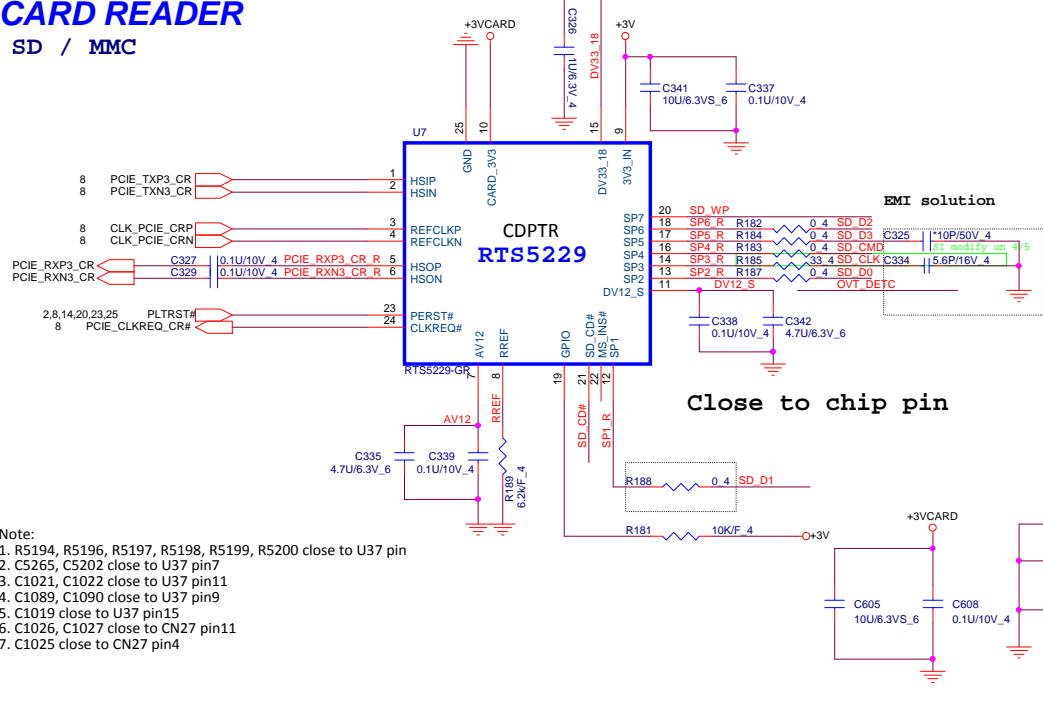 CARD READER
SD / MMC
+3VCARD
C326
1U/6.3V_4
DV33_18
+3V
C341
10U/6.3VS_6
C337
0.1U/10V_4
U7
25
10
15
9
GND
CARD_3V3
DV33_18
3V3_IN
8 PCIE_TXP3_CR 1 HSIP
8 PCIE_TXN3_CR 2 HSIN
8 CLK_PCIE_CRP 3 REFCLKP
8 CLK_PCIE_CRN 4 REFCLKN
PCIE_RXP3_CR C327 0.1U/10V_4 PCIE_RXP3_CR_R 5 HSOP
PCIE_RXN3_CR C329 0.1U/10V_4 PCIE_RXN3_CR_R 6 HSON
2,8,14,20,23,25 PLTRST# 23 PERST#
8 PCIE_CLKREQ_CR# 24 CLKREQ#
CDPTR
RTS5229
EMI solution
SP7 20 SD_WP
SP6 18 SP6_R R182 0_4 SD_D2
SP5 17 SP5_R R184 0_4 SD_D3 C325 *10P/50V_4
SP4 16 SP4_R R183 0_4 SD_CMD SI modify on 4/5
SP3 14 SP3_R R185 33_4 SD_CLK C334 5.6P/16V_4
SP2 13 SP2_R R187 0_4 SD_D0
DV12_S 11 DV12_S OVT_DETC
C338
0.1U/10V_4
C342
4.7U/6.3V_6
AV12
RREF
GPIO
SD_CD#
MS_INS#
SP1
RTS5229-GR
7
8
19
21
22
12
Close to chip pin
AV12
RREF
SD_CD#
SP1_R
C335
4.7U/6.3V_6
C339
0.1U/10V_4
R189
6.2k/F_4
R188 0_4 SD_D1
R181 10K/F_4 +3V
+3VCARD
C605
10U/6.3VS_6
C608
0.1U/10V_4
Note:
1. R5194, R5196, R5197, R5198, R5199, R5200 close to U37 pin
2. C5265, C5202 close to U37 pin7
3. C1021, C1022 close to U37 pin11
4. C1089, C1090 close to U37 pin9
5. C1019 close to U37 pin15
6. C1026, C1027 close to CN27 pin11
7. C1025 close to CN27 pin4